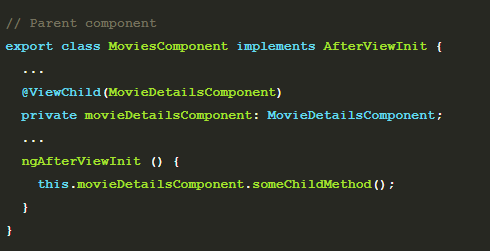 // Parent component
export class MoviesComponent implements AfterViewInit {
  ...
  @ViewChild(MovieDetailsComponent)
  private movieDetailsComponent: MovieDetailsComponent;
  ...
  ngAfterViewInit () {
    this.movieDetailsComponent.someChildMethod();
  }
}